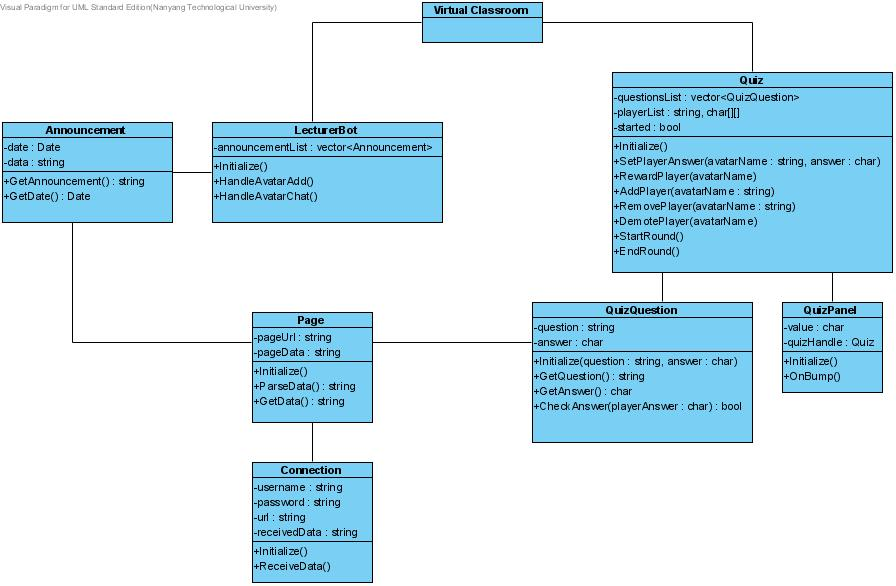 Visual Paradigm for UML Standard Edition(Nanyang Technological University)
Virtual Classroom
Quiz
-questionsList : vector<QuizQuestion>
-playerList : string, char[][]
-started : bool
+Initialize()
+SetPlayerAnswer(avatarName : string, answer : char)
+RewardPlayer(avatarName)
+AddPlayer(avatarName : string)
+RemovePlayer(avatarName : string)
+DemotePlayer(avatarName)
+StartRound()
+EndRound()
Announcement
-date : Date
-data : string
+GetAnnouncement() : string
+GetDate() : Date
LecturerBot
-announcementList : vector<Announcement>
+Initialize()
+HandleAvatarAdd()
+HandleAvatarChat()
Page
-pageUrl : string
-pageData : string
+Initialize()
+ParseData() : string
+GetData() : string
QuizQuestion
-question : string
-answer : char
+Initialize(question : string, answer : char)
+GetQuestion() : string
+GetAnswer() : char
+CheckAnswer(playerAnswer : char) : bool
QuizPanel
-value : char
-quizHandle : Quiz
+Initialize()
+OnBump()
Connection
-username : string
-password : string
-url : string
-receivedData : string
+Initialize()
+ReceiveData()